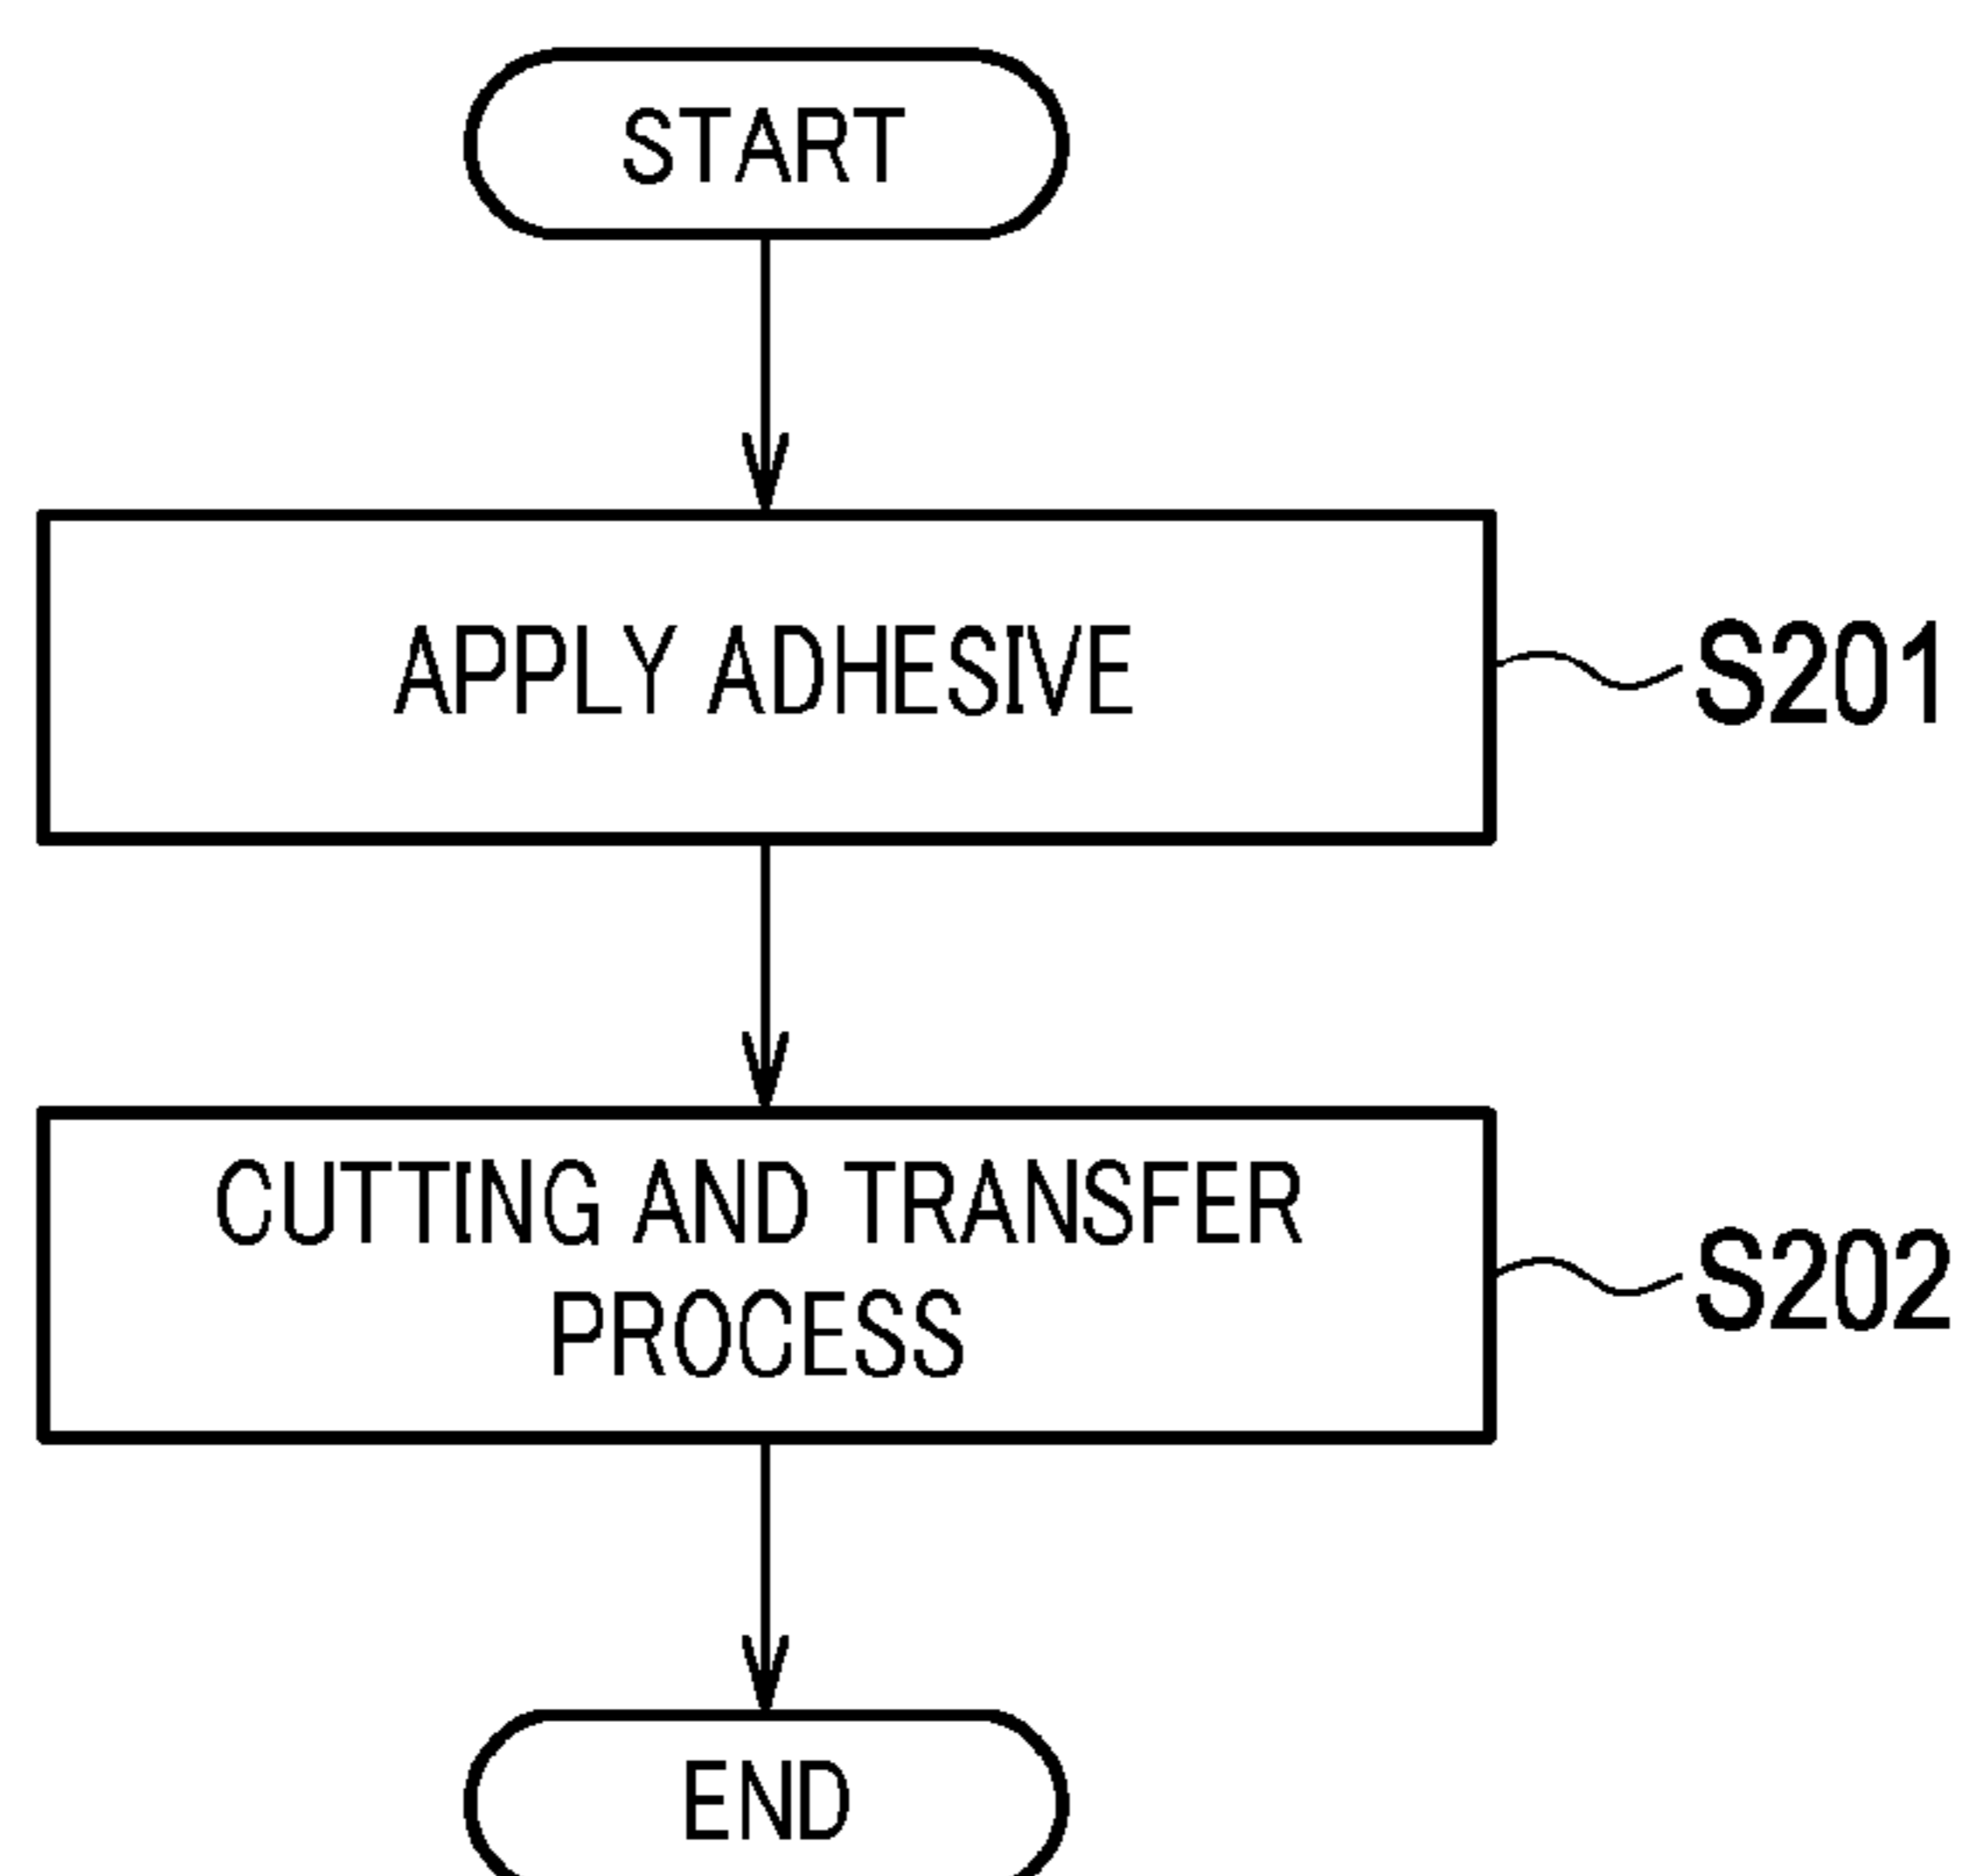 START
APPLY ADHESIVE
S201
CUTTING AND TRANSFER
PROCESS
S202
END